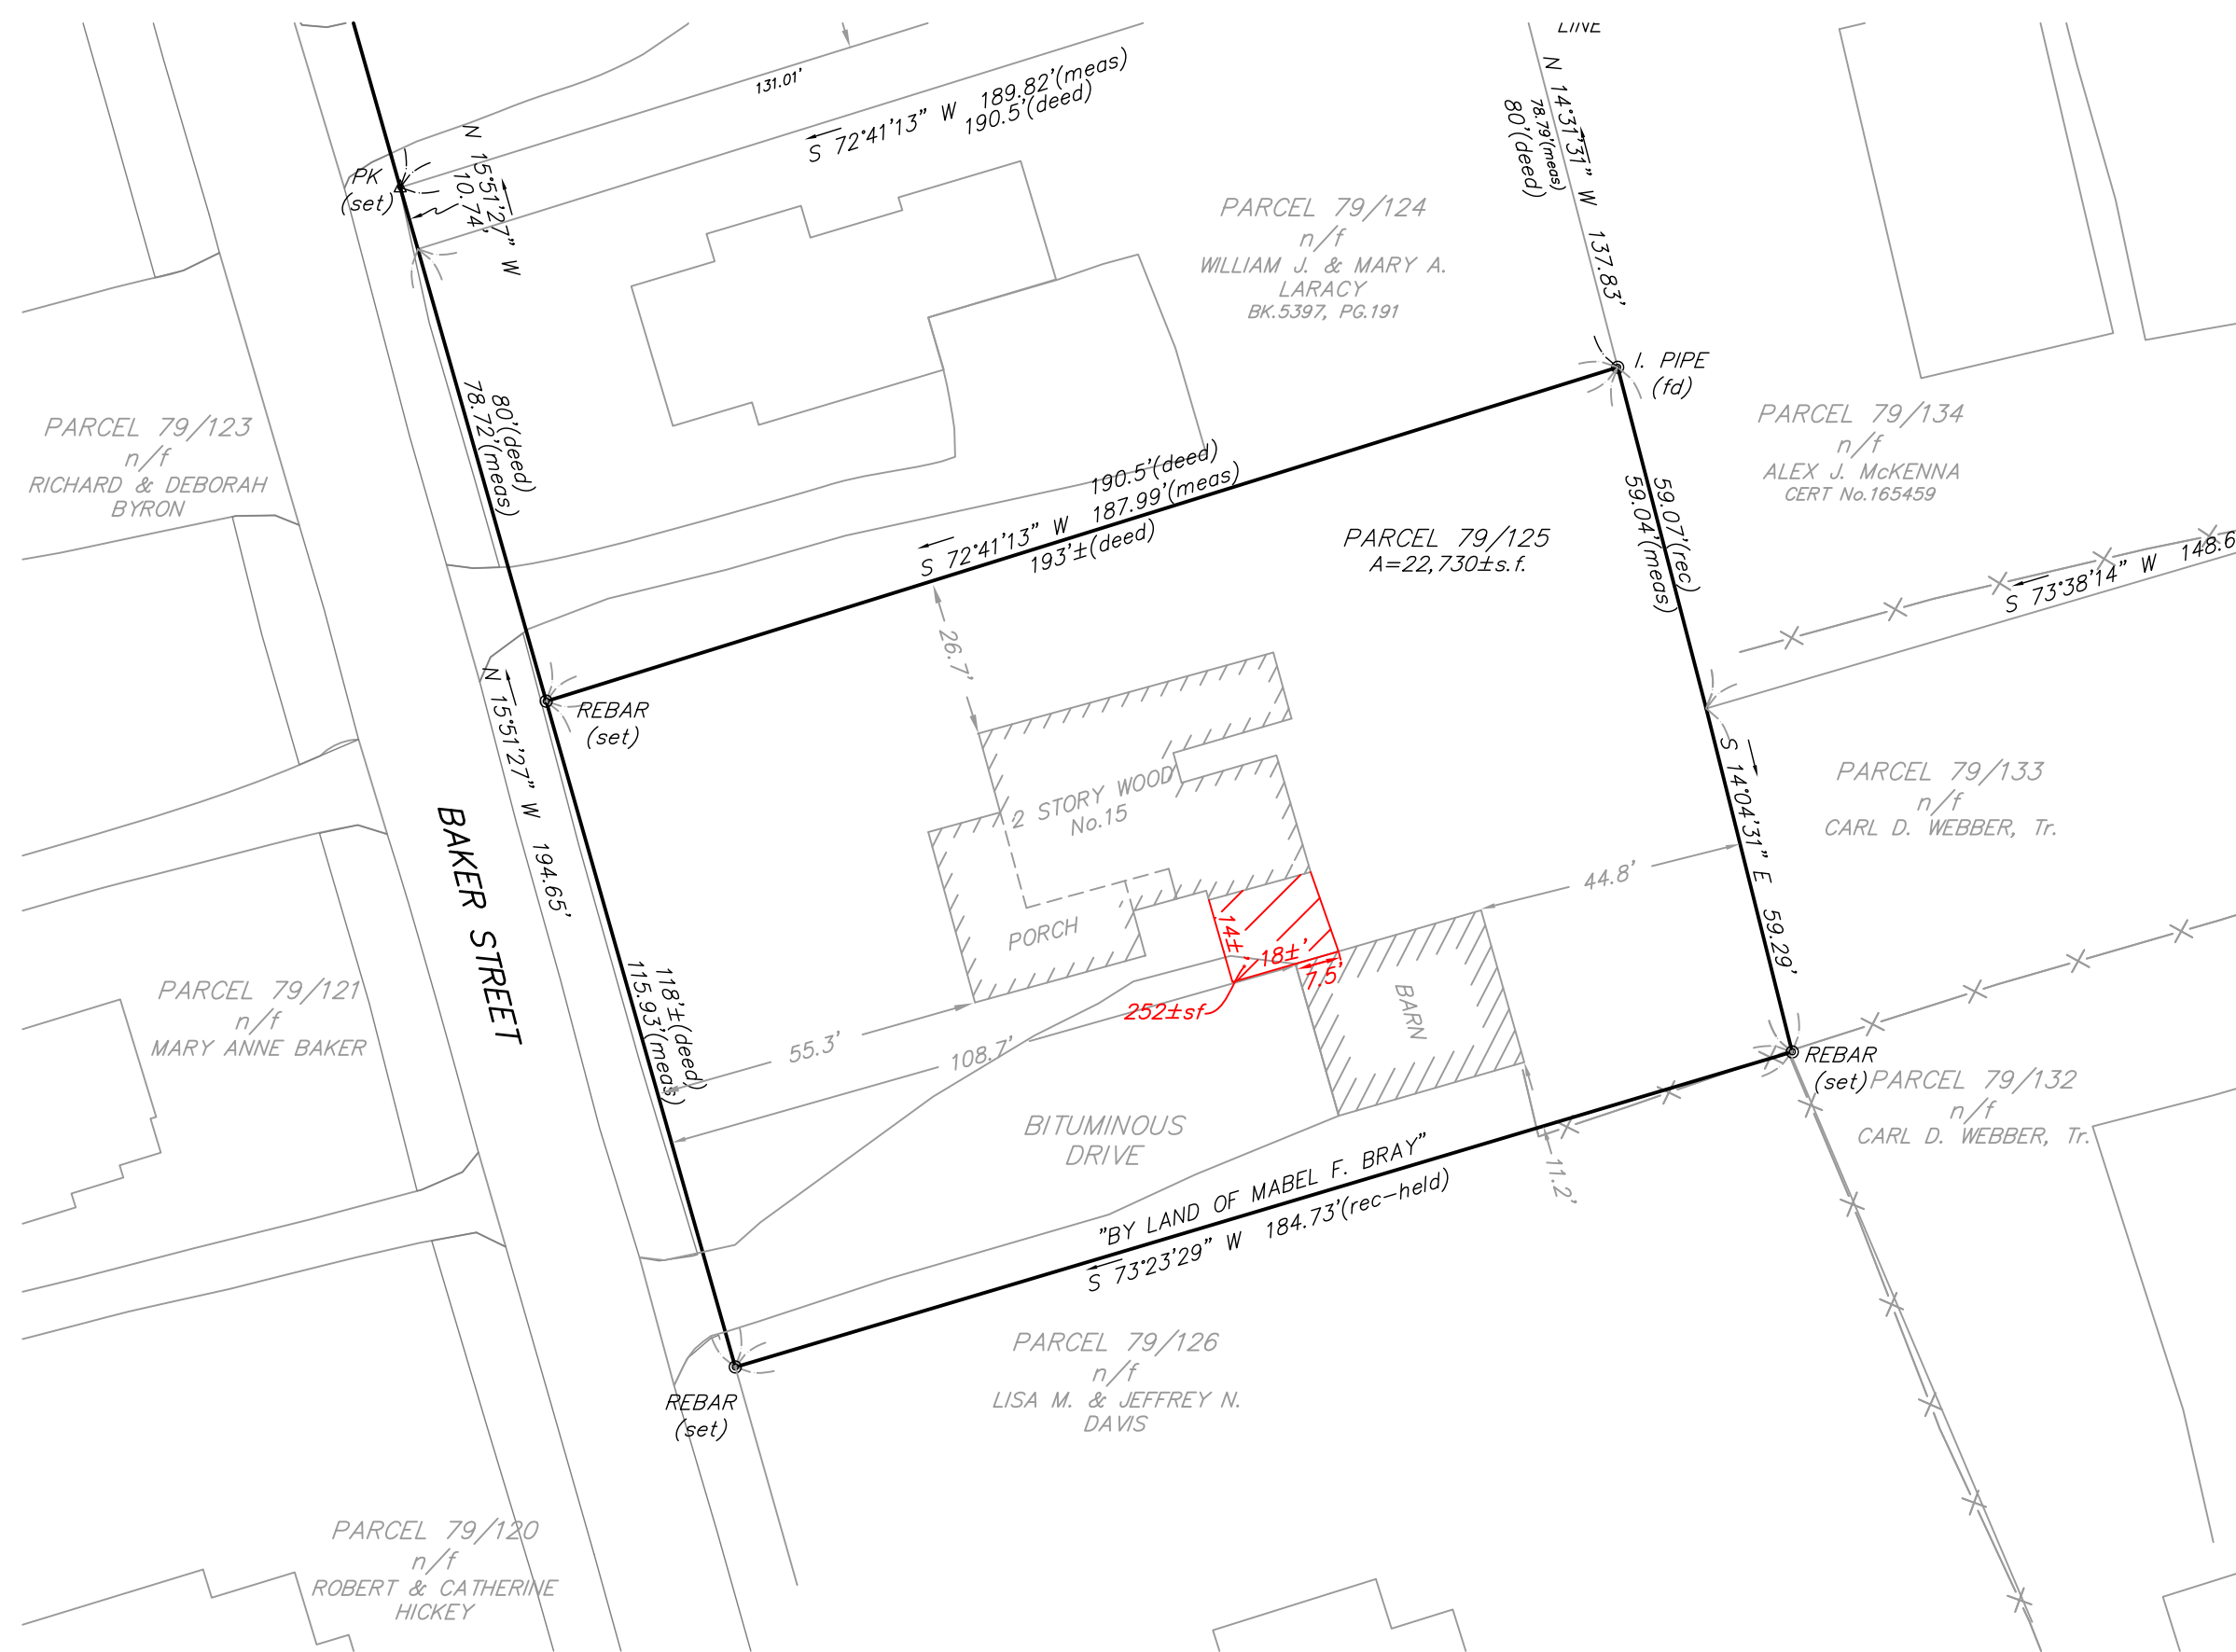 LINE
131.01'
S 72°41'13" W 189.82'(meas)
190.5'(deed)
N 14°31'31" W 137.83'
78.79'(meas)
80'(deed)
PK
(set)
N 15°51'27" W
10.74'
PARCEL 79/124
n/f
WILLIAM J. & MARY A.
LARACY
BK.5397, PG.191
I. PIPE
(fd)
80'(deed)
78.72'(meas)
PARCEL 79/123
n/f
RICHARD & DEBORAH
BYRON
PARCEL 79/134
n/f
ALEX J. McKENNA
CERT No.165459
190.5'(deed)
S 72°41'13" W 187.99'(meas)
193'±(deed)
PARCEL 79/125
A=22,730±s.f.
59.07'(rec)
59.04'(meas)
S 73°38'14" W 148.6
26.7'
REBAR
(set)
N 15°51'27" W 194.65'
2 STORY WOOD
No.15
S 14°04'31" E 59.29'
PARCEL 79/133
n/f
CARL D. WEBBER, Tr.
BAKER STREET
44.8'
PORCH
14±'
18±'
7.5'
252±sf
BARN
118'±(deed)
115.93'(meas)
55.3'
108.7'
PARCEL 79/121
n/f
MARY ANNE BAKER
REBAR
(set)
PARCEL 79/132
n/f
CARL D. WEBBER, Tr.
BITUMINOUS
DRIVE
11.2'
"BY LAND OF MABEL F. BRAY"
S 73°23'29" W 184.73'(rec-held)
PARCEL 79/126
n/f
LISA M. & JEFFREY N.
DAVIS
REBAR
(set)
PARCEL 79/120
n/f
ROBERT & CATHERINE
HICKEY